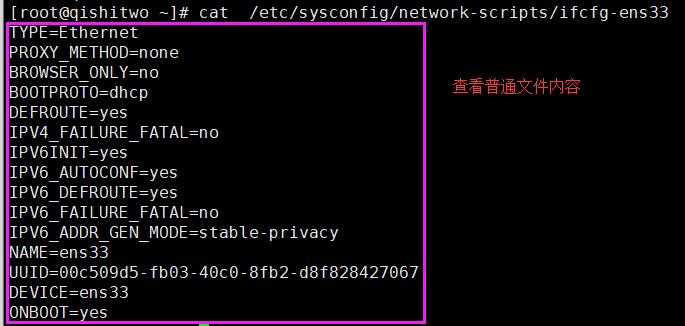 [root@qishitwo ~]# cat  /etc/sysconfig/network-scripts/ifcfg-ens33
TYPE=Ethernet
PROXY_METHOD=none
BROWSER_ONLY=no
查看普通文件内容
BOOTPROTO=dhcp
DEFROUTE=yes
IPV4_FAILURE_FATAL=no
IPV6INIT=yes
IPV6_AUTOCONF=yes
IPV6_DEFROUTE=yes
IPV6_FAILURE_FATAL=no
IPV6_ADDR_GEN_MODE=stable-privacy
NAME=ens33
UUID=00c509d5-fb03-40c0-8fb2-d8f828427067
DEVICE=ens33
ONBOOT=yes